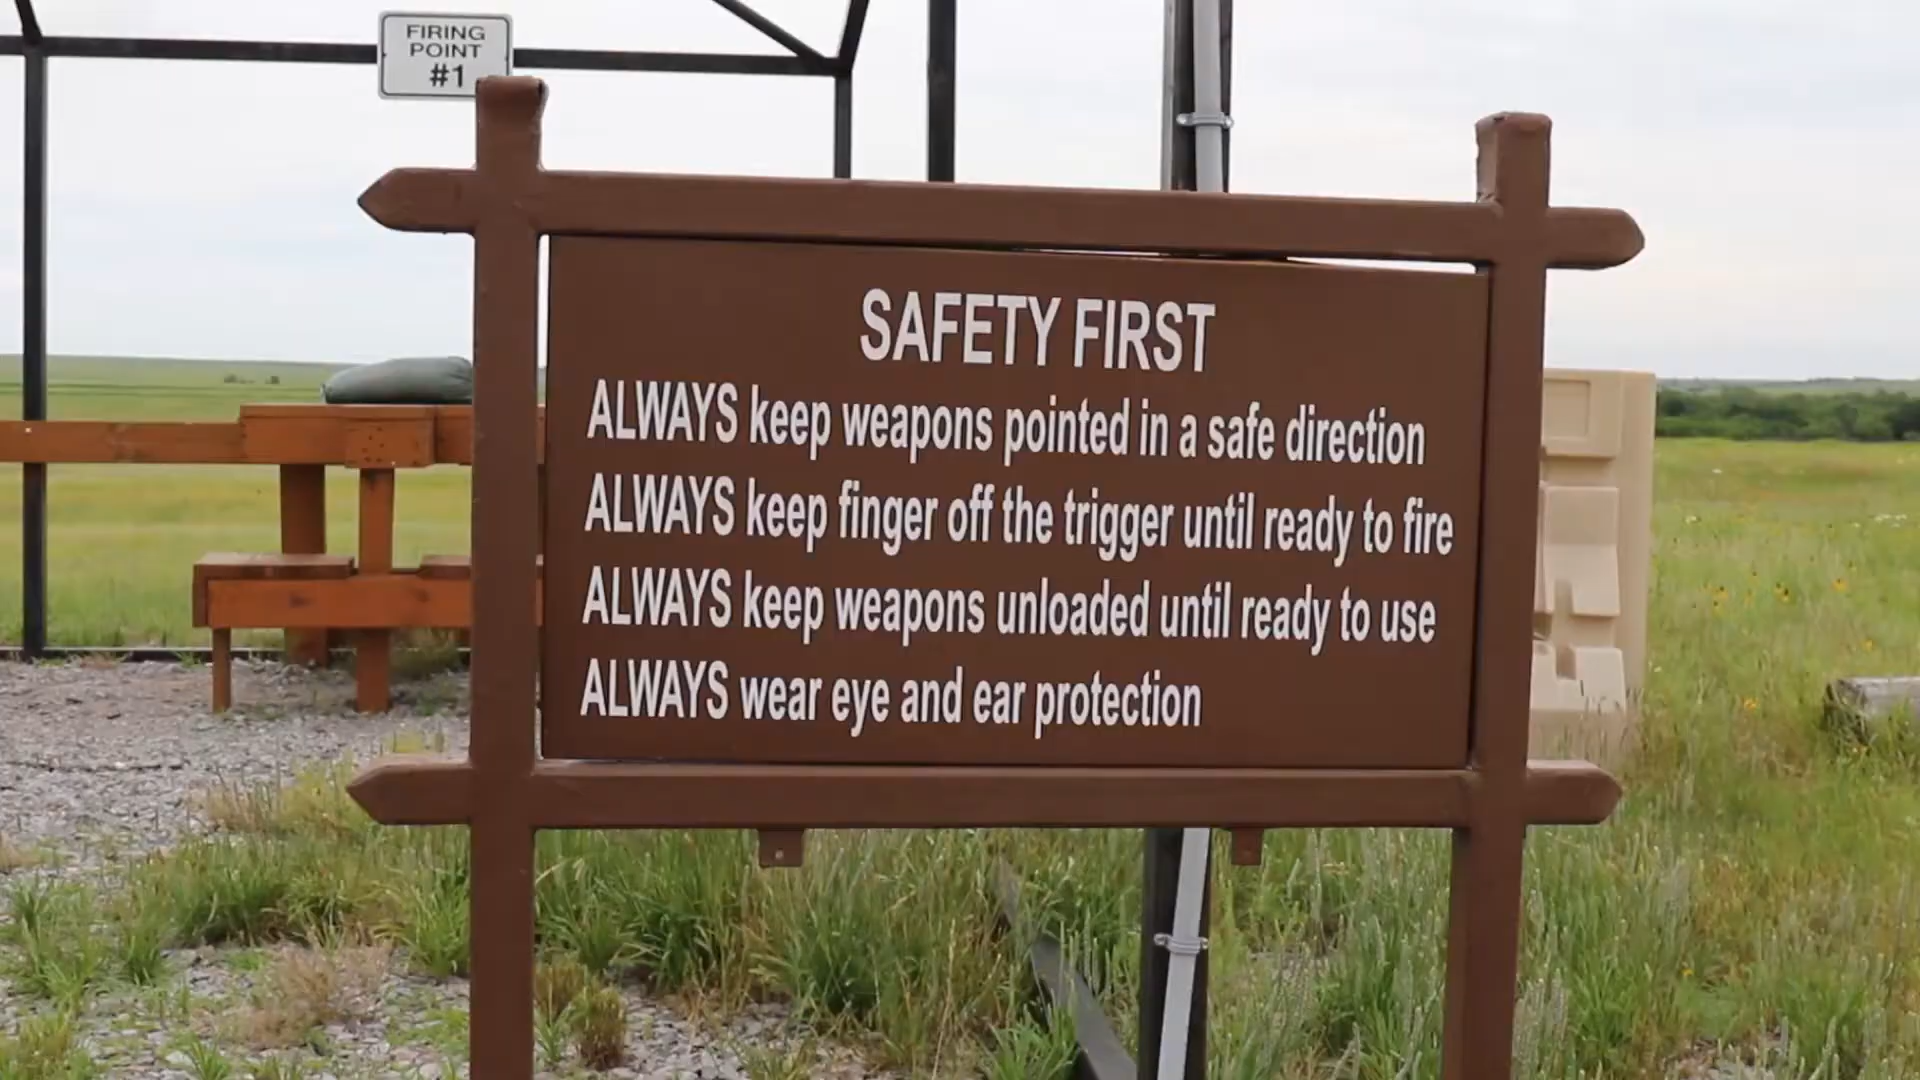 FIRING
POINT
#1
SAFETY FIRST
ALWAYS keep weapons pointed in a safe direction
ALWAYS keep finger off the trigger until ready to fire
ALWAYS keep weapons unloaded until ready to use
ALWAYS wear eye and ear protection